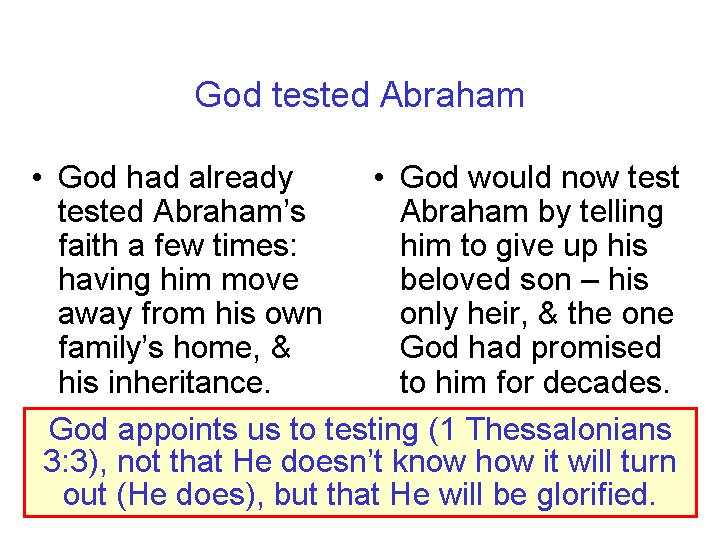 God tested Abraham
• God had already
tested Abraham’s
faith a few times:
having him move
away from his own
family’s home, &
his inheritance.
• God would now test
Abraham by telling
him to give up his
beloved son – his
only heir, & the one
God had promised
to him for decades.
God appoints us to testing (1 Thessalonians
3:3), not that He doesn’t know how it will turn
out (He does), but that He will be glorified.